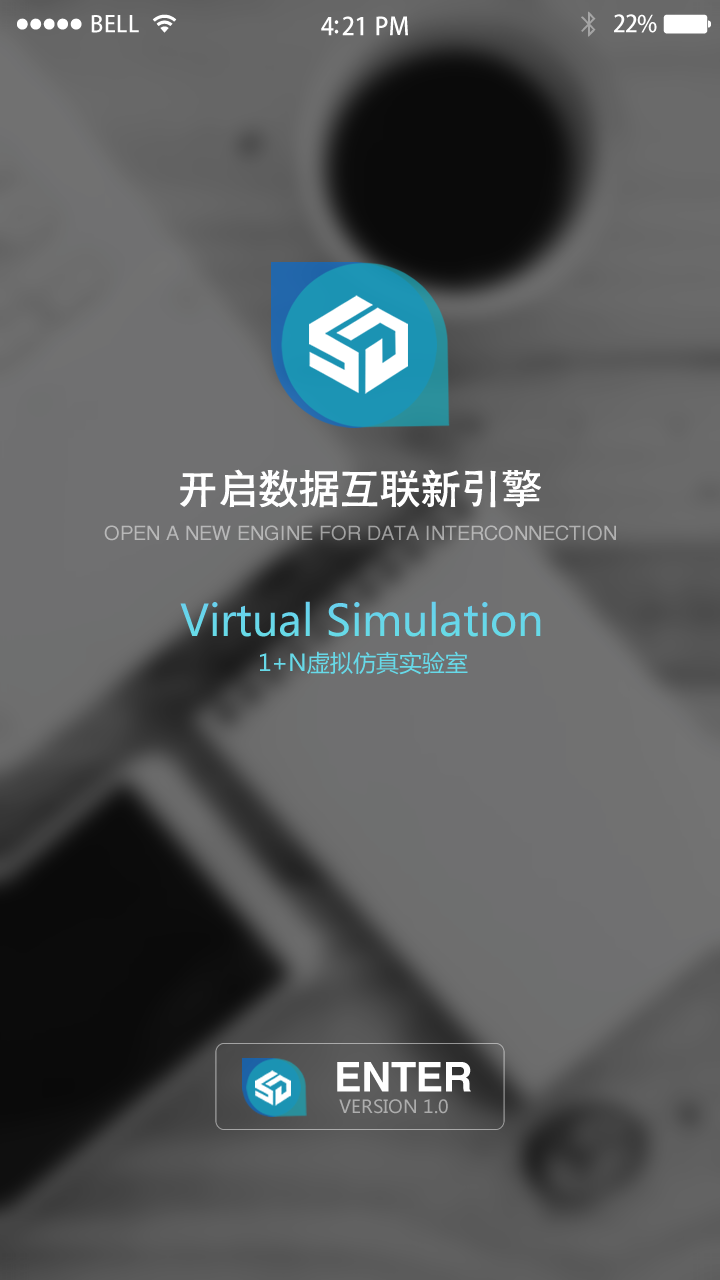 BELL 4:21 PM 22%
开启数据互联新引擎
OPEN A NEW ENGINE FOR DATA INTERCONNECTION
Virtual Simulation
1+N虚拟仿真实验室
ENTER
VERSION 1.0